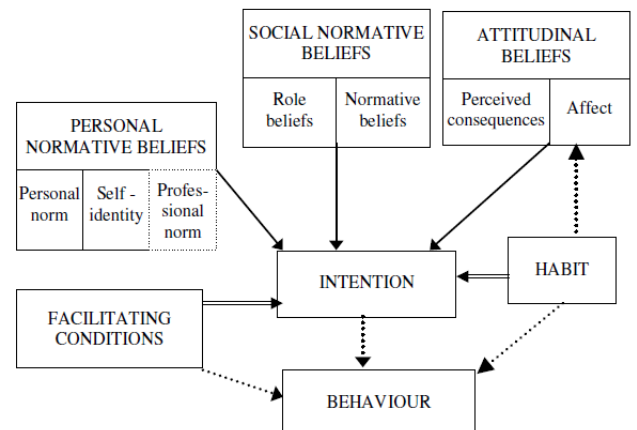 SOCIAL NORMATIVE
BELIEFS
Role
beliefs
Normative
beliefs
ATTITUDINAL
BELIEFS
Perceived
consequences
Affect
PERSONAL
NORMATIVE BELIEFS
Personal
norm
Self -
identity
Profes-
sional
norm
INTENTION
HABIT
FACILITATING
CONDITIONS
BEHAVIOUR